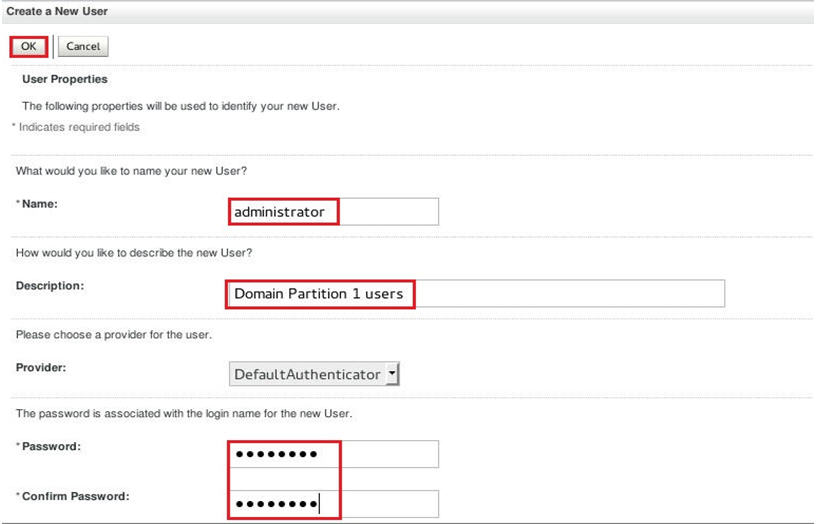 Create a New User
OK Cancel
User Properties
The following properties will be used to identify your new User.
* Indicates required fields
What would you like to name your new User?
* Name: administrator
How would you like to describe the new User?
Description: Domain Partition 1 users
Please choose a provider for the user.
Provider: DefaultAuthenticator
The password is associated with the login name for the new User.
* Password: ●●●●●●●●
* Confirm Password: ●●●●●●●●